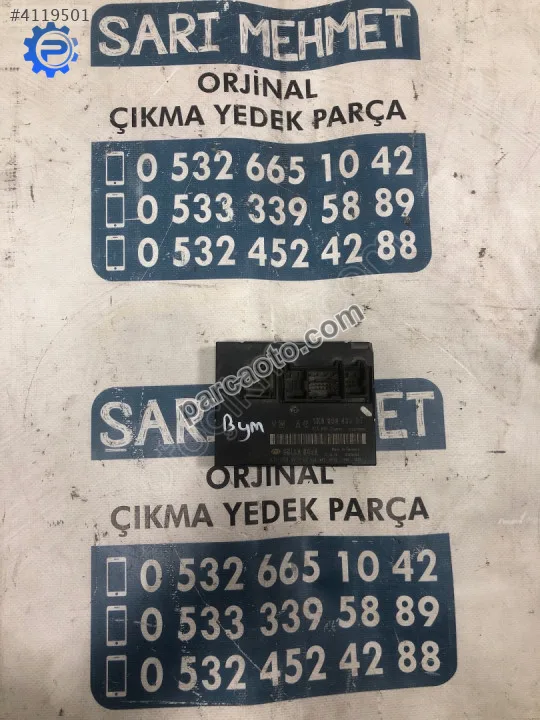 #4119501
SARI MEHMET
ORJİNAL
ÇIKMA YEDEK PARÇA
0 532 665 10 42
0 533 339 58 89
0 532 452 42 88
parcaoto.com
Bym
SARI MEHMET
ORJİNAL
ÇIKMA YEDEK PARÇA
0 532 665 10 42
0 533 339 58 89
0 532 452 42 88